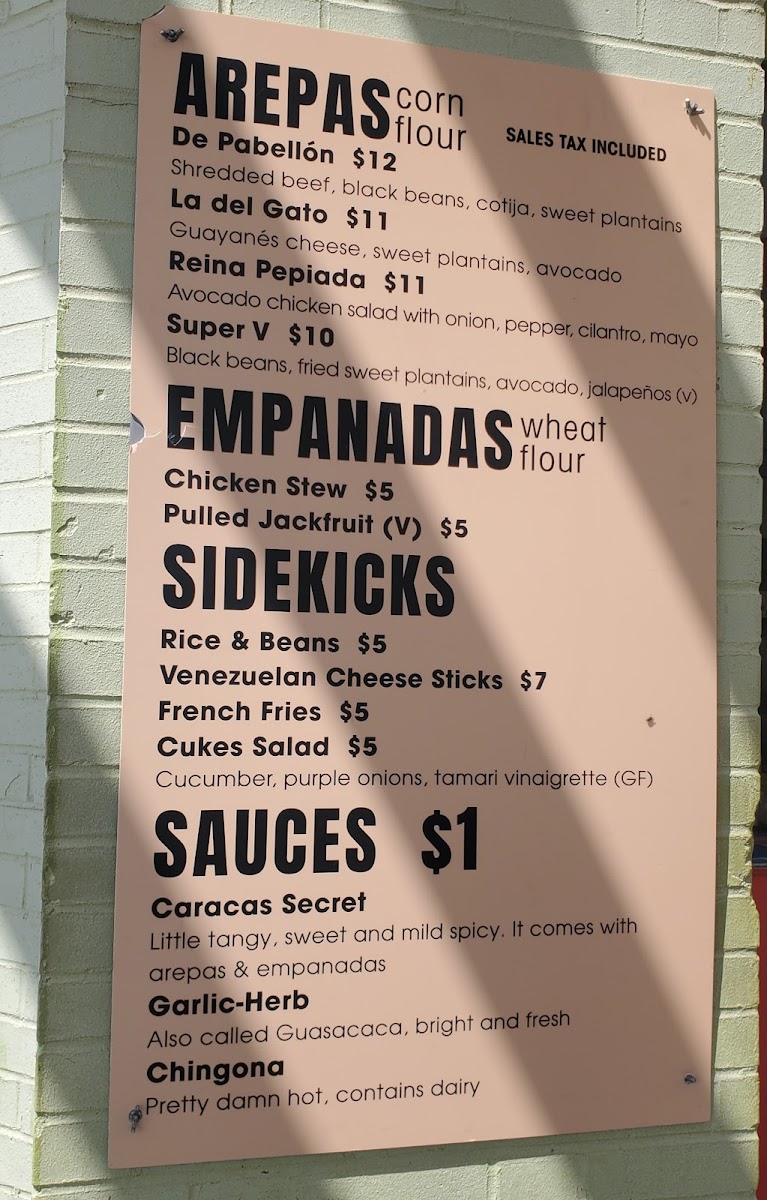 AREPAS corn flour
SALES TAX INCLUDED
De Pabellón $12
Shredded beef, black beans, cotija, sweet plantains
La del Gato $11
Guayanés cheese, sweet plantains, avocado
Reina Pepiada $11
Avocado chicken salad with onion, pepper, cilantro, mayo
Super V $10
Black beans, fried sweet plantains, avocado, jalapeños (v)
EMPANADAS wheat flour
Chicken Stew $5
Pulled Jackfruit (V) $5
SIDEKICKS
Rice & Beans $5
Venezuelan Cheese Sticks $7
French Fries $5
Cukes Salad $5
Cucumber, purple onions, tamari vinaigrette (GF)
SAUCES $1
Caracas Secret
Little tangy, sweet and mild spicy. It comes with
arepas & empanadas
Garlic-Herb
Also called Guasacaca, bright and fresh
Chingona
Pretty damn hot, contains dairy